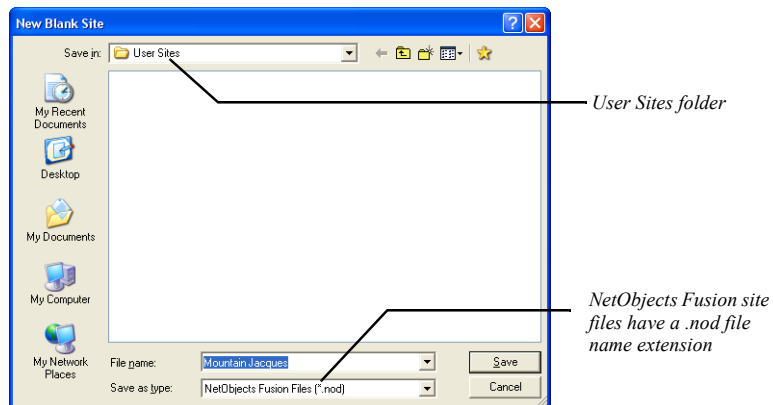 New Blank Site
Save in:
User Sites
My Recent
Documents
Desktop
My Documents
My Computer
My Network
Places
File name:
Mountain Jacques
Save
Save as type:
NetObjects Fusion Files (*.nod)
Cancel
User Sites folder
NetObjects Fusion site
files have a .nod file
name extension